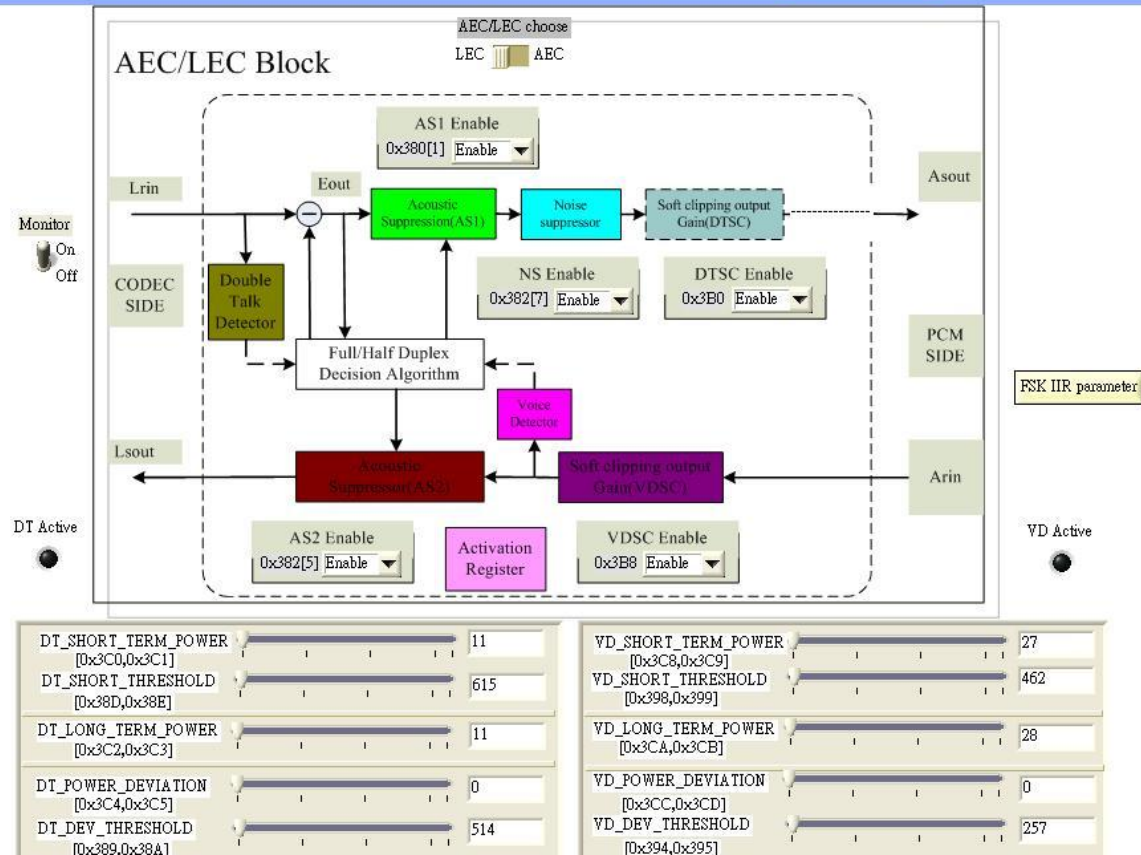 AEC/LEC choose
LEC AEC
AEC/LEC Block
AS1 Enable
0x380[1] Enable
Lrin
Eout
Asout
Acoustic
Suppression(AS1)
Noise
suppressor
Soft clipping output
Gain(DTSC)
Monitor
On
Off
CODEC
SIDE
Double
Talk
Detector
NS Enable
0x382[7] Enable
DTSC Enable
0x3B0 Enable
PCM
SIDE
Full/Half Duplex
Decision Algorithm
FSK IIR parameter
Voice
Detector
Lsout
Acoustic
Suppressor(AS2)
Soft clipping output
Gain(VDSC)
Arin
DT Active
AS2 Enable
0x382[5] Enable
Activation
Register
VDSC Enable
0x3B8 Enable
VD Active
DT_SHORT_TERM_POWER 11
[0x3C0,0x3C1]
DT_SHORT_THRESHOLD 615
[0x38D,0x38E]
DT_LONG_TERM_POWER 11
[0x3C2,0x3C3]
DT_POWER_DEVIATION 0
[0x3C4,0x3C5]
DT_DEV_THRESHOLD 514
[0x389,0x38A]
VD_SHORT_TERM_POWER 27
[0x3C8,0x3C9]
VD_SHORT_THRESHOLD 462
[0x398,0x399]
VD_LONG_TERM_POWER 28
[0x3CA,0x3CB]
VD_POWER_DEVIATION 0
[0x3CC,0x3CD]
VD_DEV_THRESHOLD 257
[0x394,0x395]